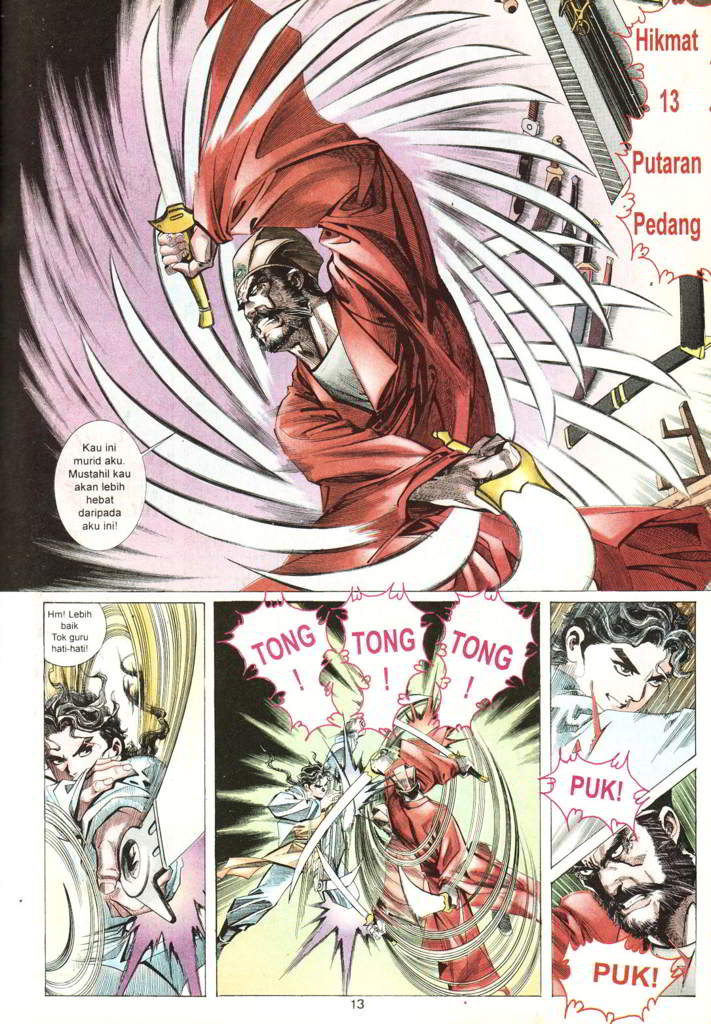 Hikmat
13
Putaran
Pedang
Kau ini
murid aku.
Mustahil kau
akan lebih
hebat
daripada
aku ini!
Hm! Lebih
baik
Tok guru
hati-hati!
TONG
!
TONG
!
TONG
!
PUK!
PUK!
13